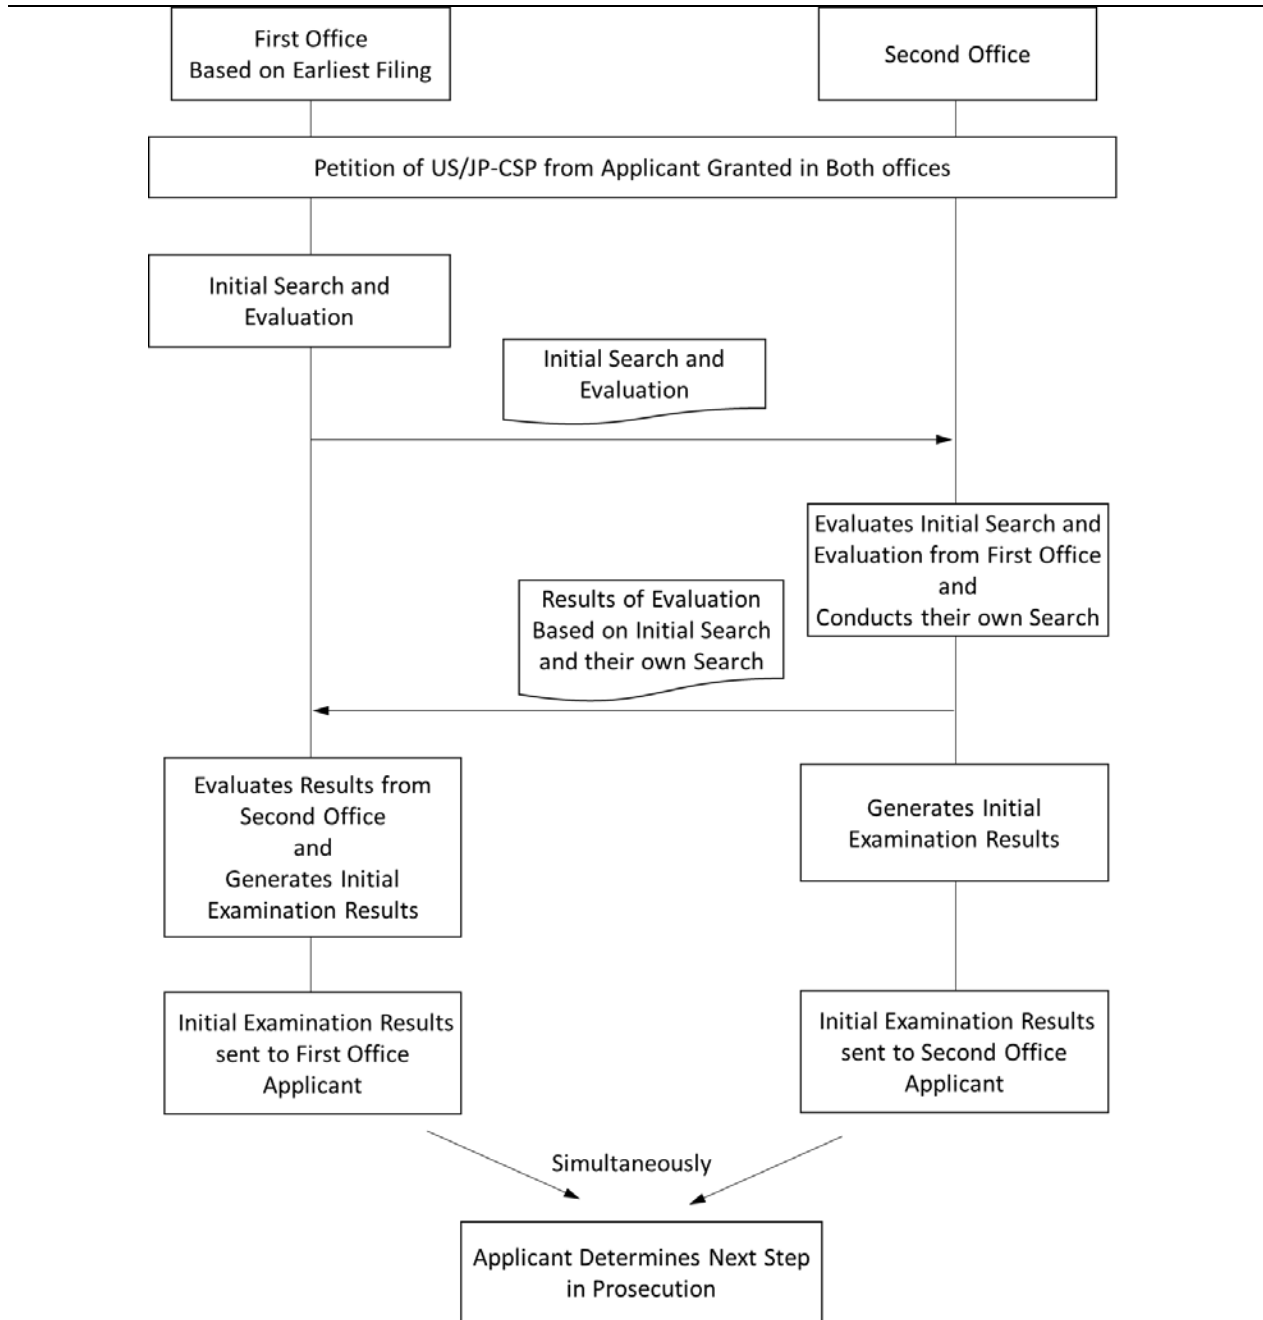 First Office
Based on Earliest Filing
Second Office
Petition of US/JP-CSP from Applicant Granted in Both offices
Initial Search and
Evaluation
Initial Search and
Evaluation
Evaluates Initial Search and
Evaluation from First Office
and
Conducts their own Search
Results of Evaluation
Based on Initial Search
and their own Search
Evaluates Results from
Second Office
and
Generates Initial
Examination Results
Generates Initial
Examination Results
Initial Examination Results
sent to First Office
Applicant
Initial Examination Results
sent to Second Office
Applicant
Simultaneously
Applicant Determines Next Step
in Prosecution